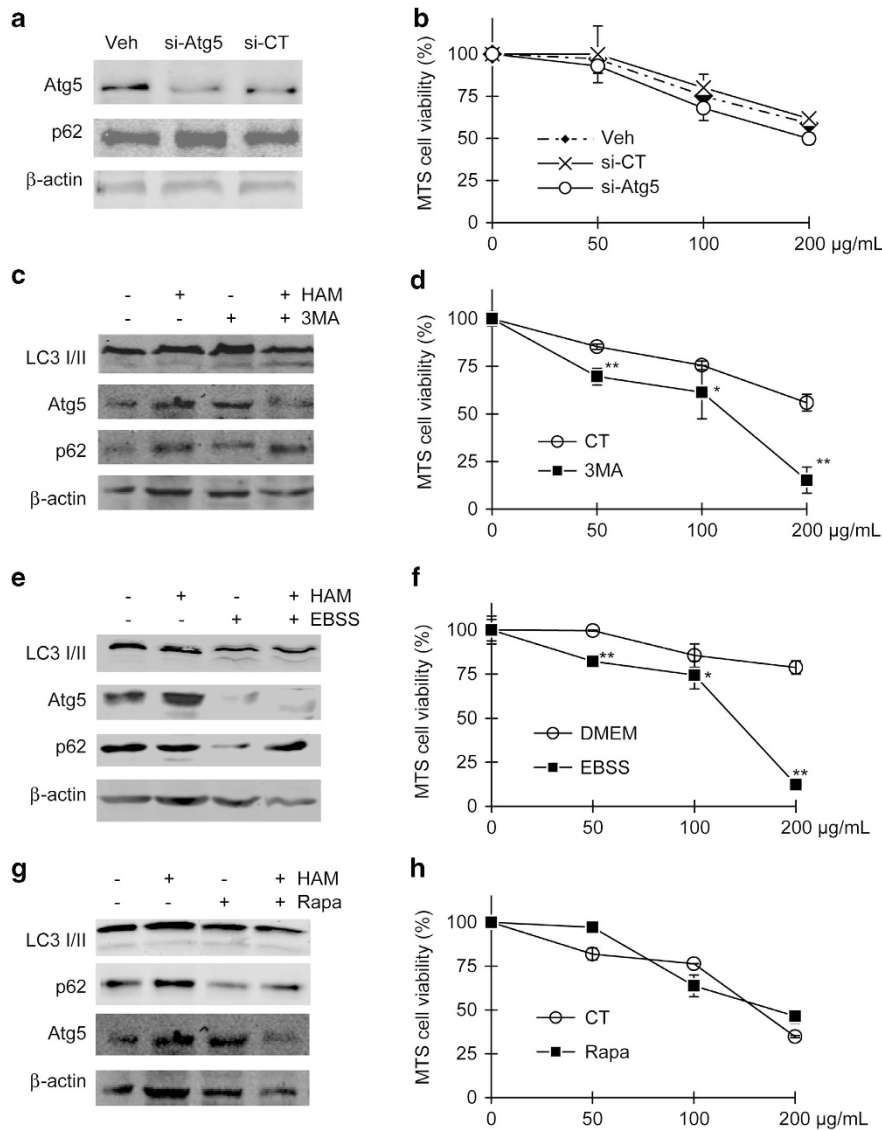 a
Veh si-Atg5 si-CT
Atg5
p62
β-actin
b
MTS cell viability (%)
100
75
50
25
0
Veh
si-CT
si-Atg5
0 50 100 200 µg/mL
c
- + - + HAM
- - + + 3MA
LC3 I/II
Atg5
p62
β-actin
d
MTS cell viability (%)
100
75
50
25
0
**
*
**
CT
3MA
0 50 100 200 µg/mL
e
- + - + HAM
- - + + EBSS
LC3 I/II
Atg5
p62
β-actin
f
MTS cell viability (%)
100
75
50
25
0
**
*
**
DMEM
EBSS
0 50 100 200 µg/mL
g
- + - + HAM
- - + + Rapa
LC3 I/II
p62
Atg5
β-actin
h
MTS cell viability (%)
100
75
50
25
0
CT
Rapa
0 50 100 200 µg/mL